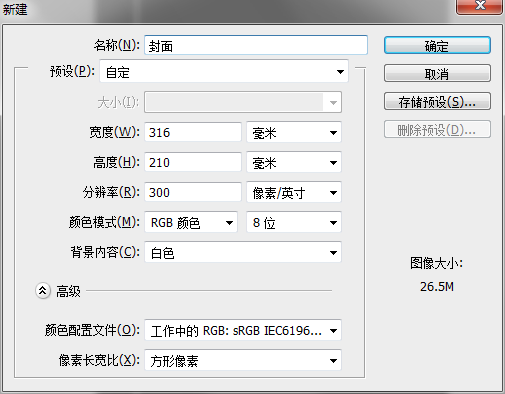 新建
名称(N): 封面
确定
预设(P): 自定
取消
大小(I):
存储预设(S)...
宽度(W): 316 毫米
删除预设(D)...
高度(H): 210 毫米
分辨率(R): 300 像素/英寸
颜色模式(M): RGB 颜色 8 位
背景内容(C): 白色
图像大小:
26.5M
高级
颜色配置文件(O): 工作中的 RGB: sRGB IEC6196...
像素长宽比(X): 方形像素